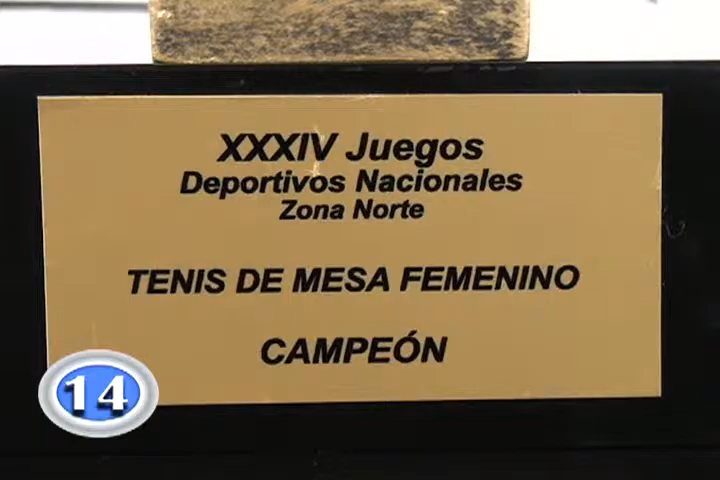 XXXIV Juegos
Deportivos Nacionales
Zona Norte
TENIS DE MESA FEMENINO
CAMPEÓN
14